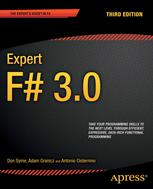 THE EXPERT'S VOICE® IN F#
THIRD EDITION
Expert
F# 3.0
TAKE YOUR PROGRAMMING SKILLS
TO THE NEXT LEVEL THROUGH EFFICIENT,
EXPRESSIVE, DATA-RICH FUNCTIONAL
PROGRAMMING
Don Syme, Adam Granicz and Antonio Cisternino
Apress®